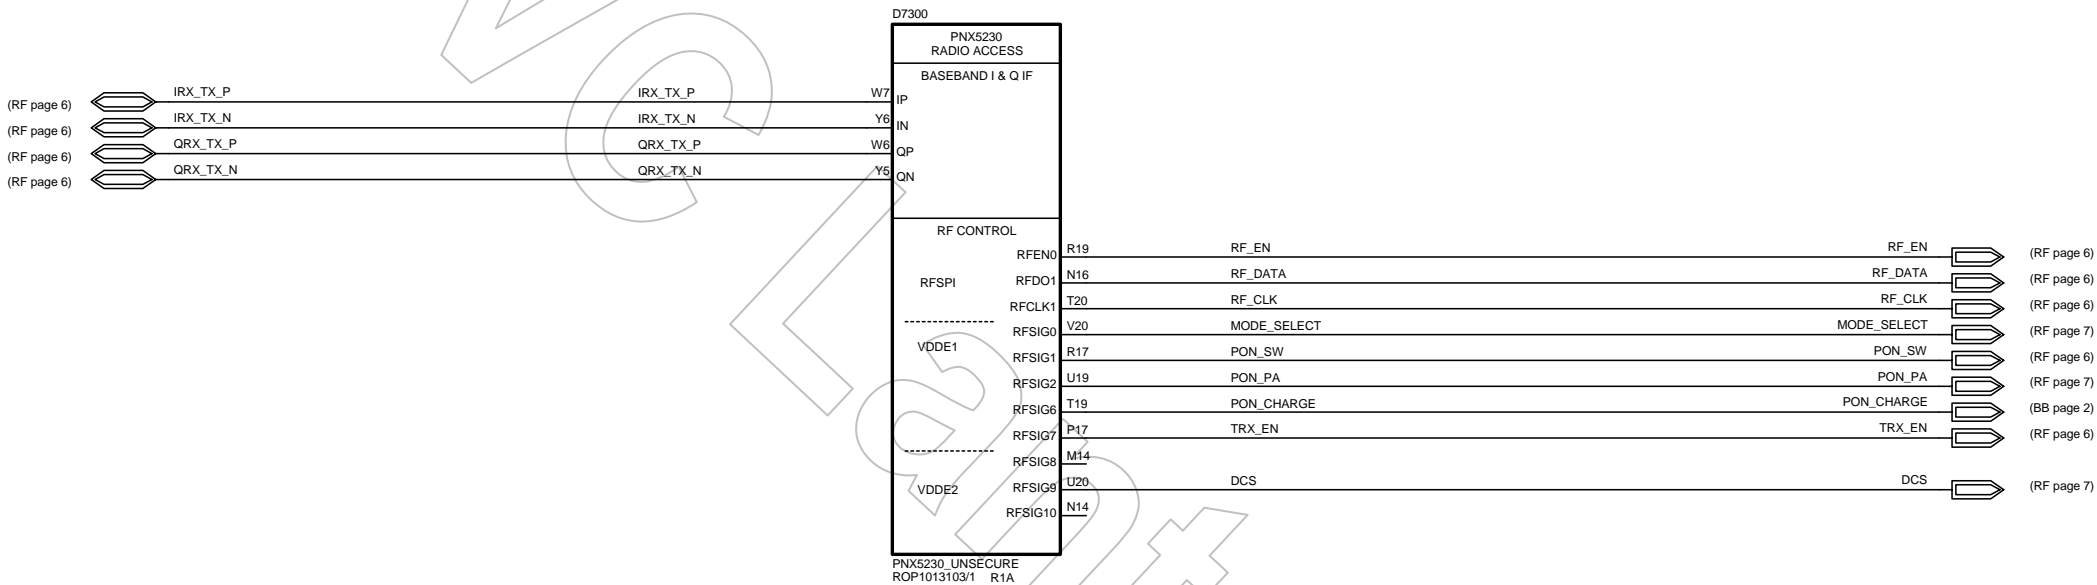 D7300
PNX5230
RADIO ACCESS
BASEBAND I & Q IF
(RF page 6) IRX_TX_P IRX_TX_P W7 IP
(RF page 6) IRX_TX_N IRX_TX_N Y6 IN
(RF page 6) QRX_TX_P QRX_TX_P W6 QP
(RF page 6) QRX_TX_N QRX_TX_N Y5 QN
RF CONTROL
RFEN0 R19 RF_EN RF_EN (RF page 6)
RFSPI RFDO1 N16 RF_DATA RF_DATA (RF page 6)
RFCLK1 T20 RF_CLK RF_CLK (RF page 6)
RFSIG0 V20 MODE_SELECT MODE_SELECT (RF page 7)
VDDE1 RFSIG1 R17 PON_SW PON_SW (RF page 6)
RFSIG2 U19 PON_PA PON_PA (RF page 7)
RFSIG6 T19 PON_CHARGE PON_CHARGE (BB page 2)
RFSIG7 P17 TRX_EN TRX_EN (RF page 6)
RFSIG8 M14
VDDE2 RFSIG9 U20 DCS DCS (RF page 7)
RFSIG10 N14
PNX5230_UNSECURE
ROP1013103/1 R1A